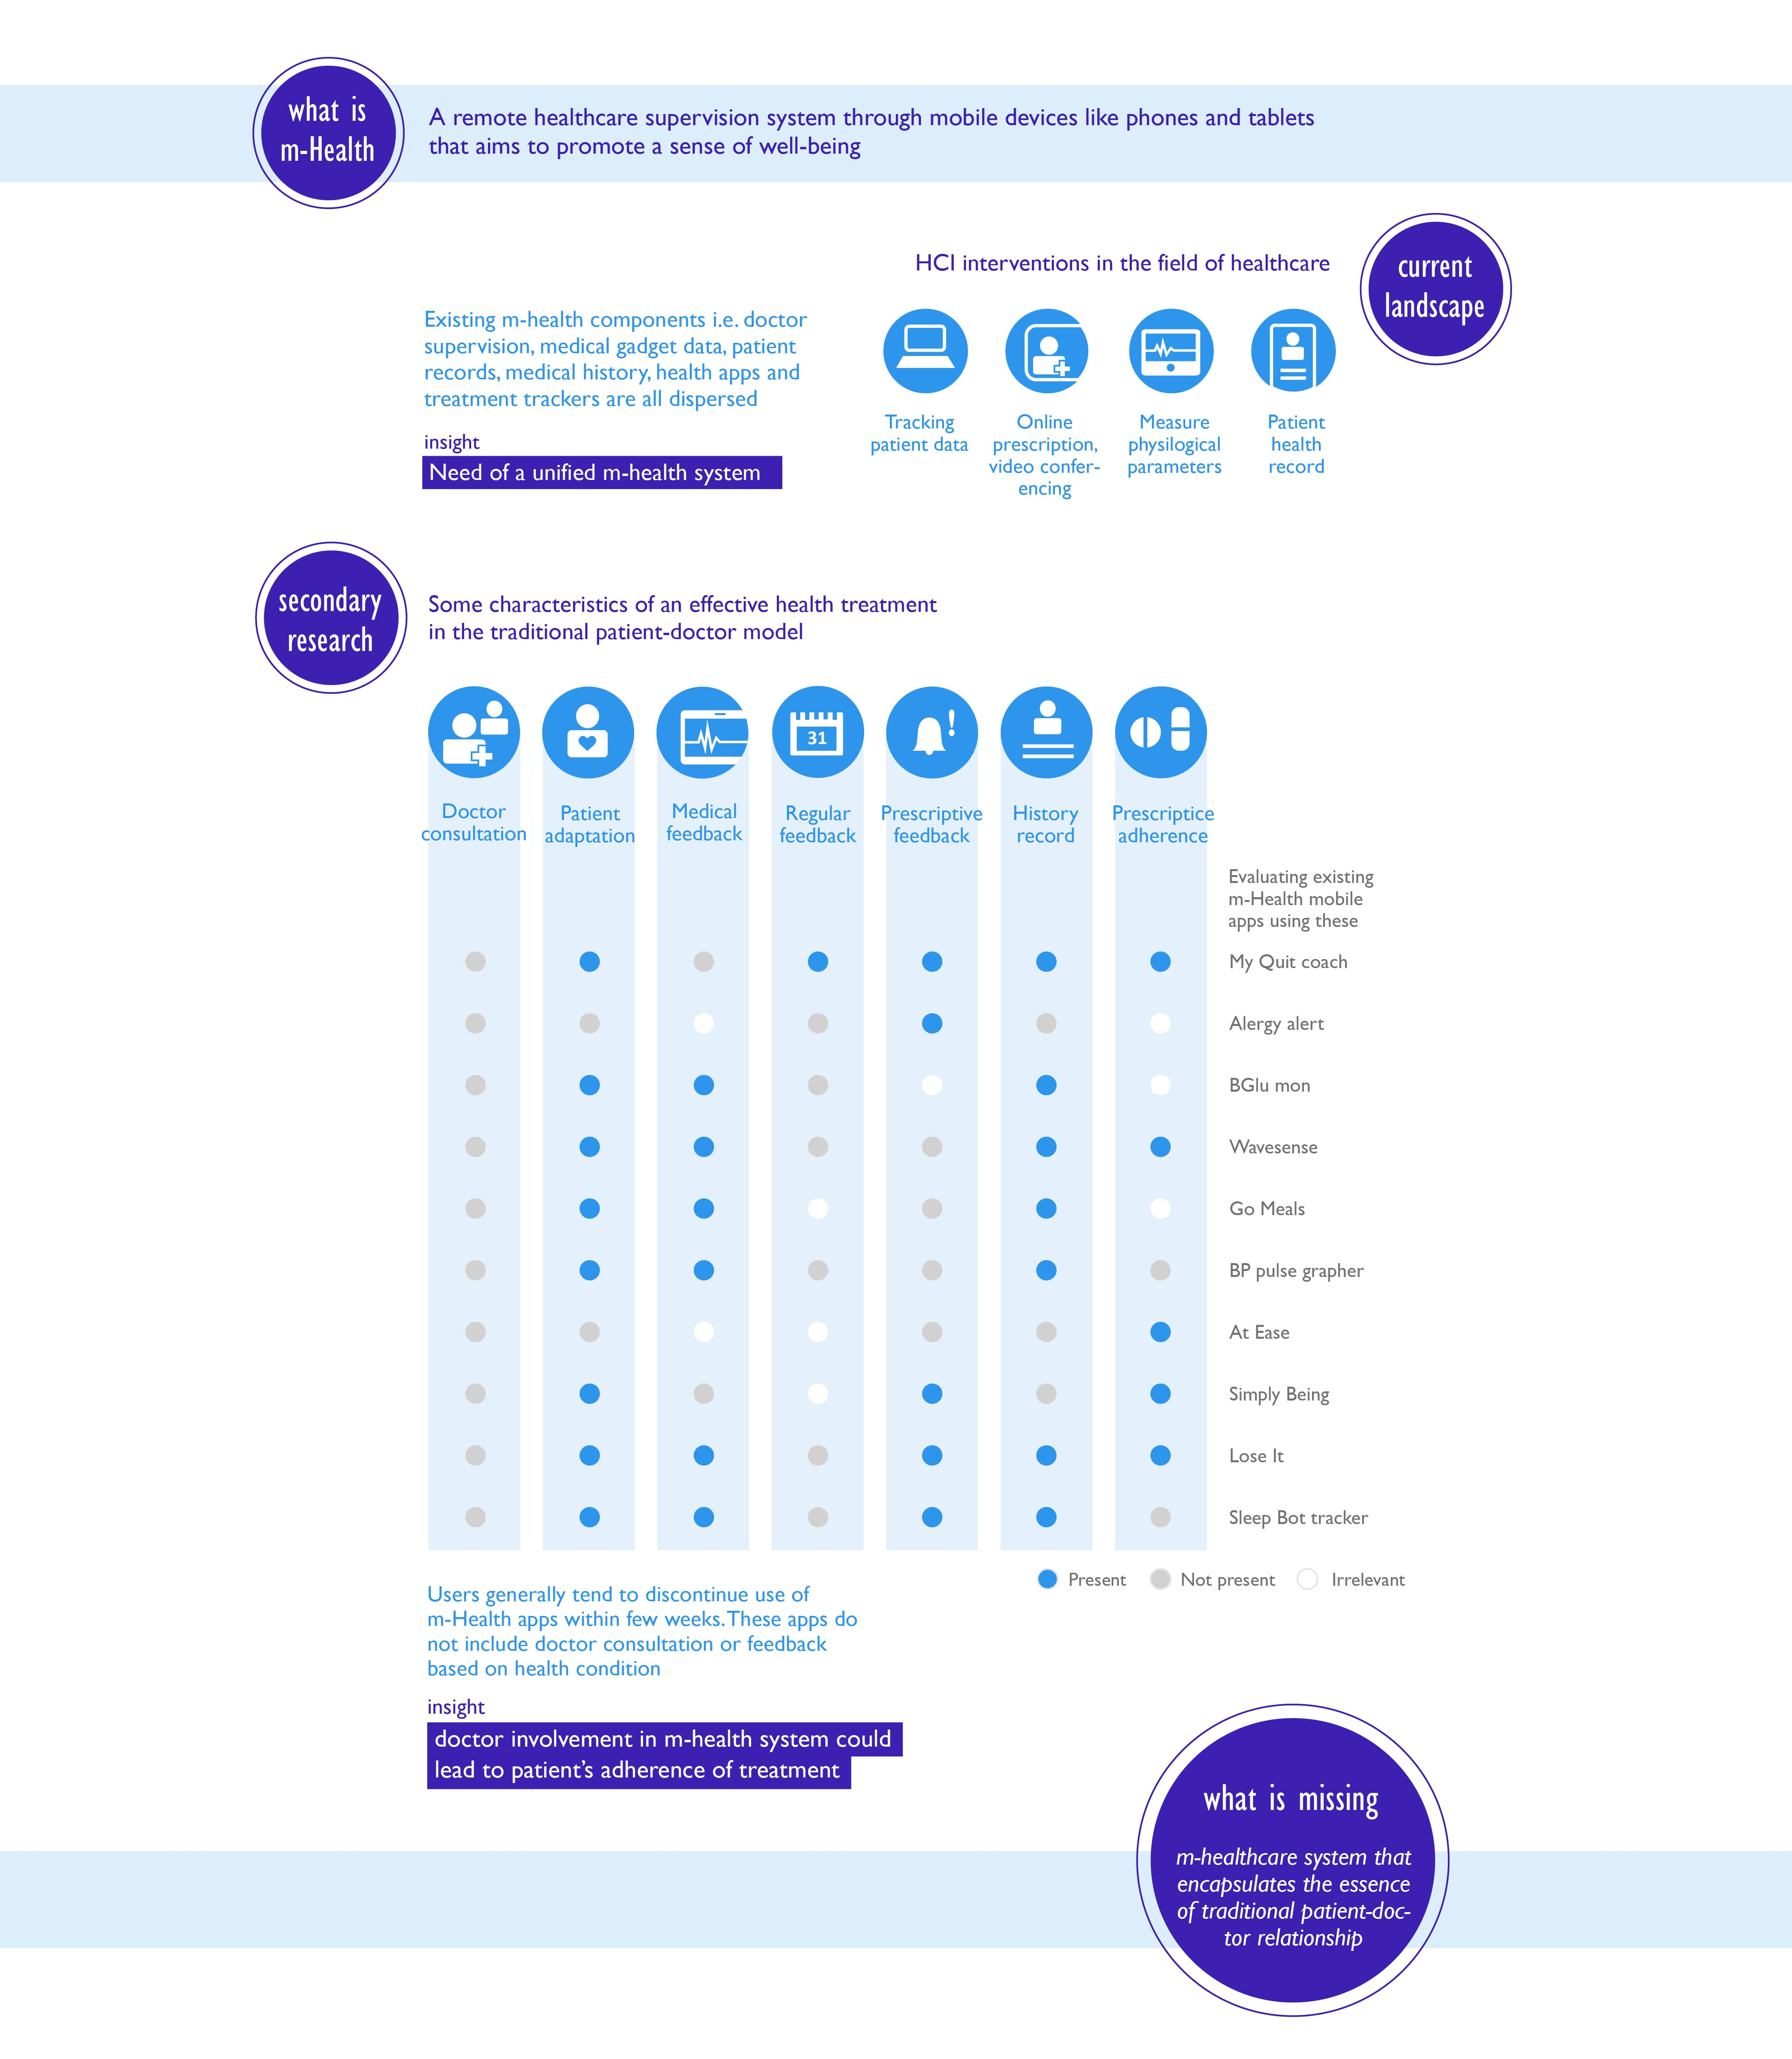 what is
m-Health
A remote healthcare supervision system through mobile devices like phones and tablets
that aims to promote a sense of well-being
current
landscape
HCI interventions in the field of healthcare
Existing m-health components i.e. doctor
supervision, medical gadget data, patient
records, medical history, health apps and
treatment trackers are all dispersed
insight
Need of a unified m-health system
Tracking
patient data
Online
prescription,
video confer-
encing
Measure
physilogical
parameters
Patient
health
record
secondary
research
Some characteristics of an effective health treatment
in the traditional patient-doctor model
31
Doctor
consultation
Patient
adaptation
Medical
feedback
Regular
feedback
Prescriptive
feedback
History
record
Prescriptice
adherence
Evaluating existing
m-Health mobile
apps using these
My Quit coach
Alergy alert
BGlu mon
Wavesense
Go Meals
BP pulse grapher
At Ease
Simply Being
Lose It
Sleep Bot tracker
Present
Not present
Irrelevant
Users generally tend to discontinue use of
m-Health apps within few weeks. These apps do
not include doctor consultation or feedback
based on health condition
insight
doctor involvement in m-health system could
lead to patient's adherence of treatment
what is missing
m-healthcare system that
encapsulates the essence
of traditional patient-doc-
tor relationship